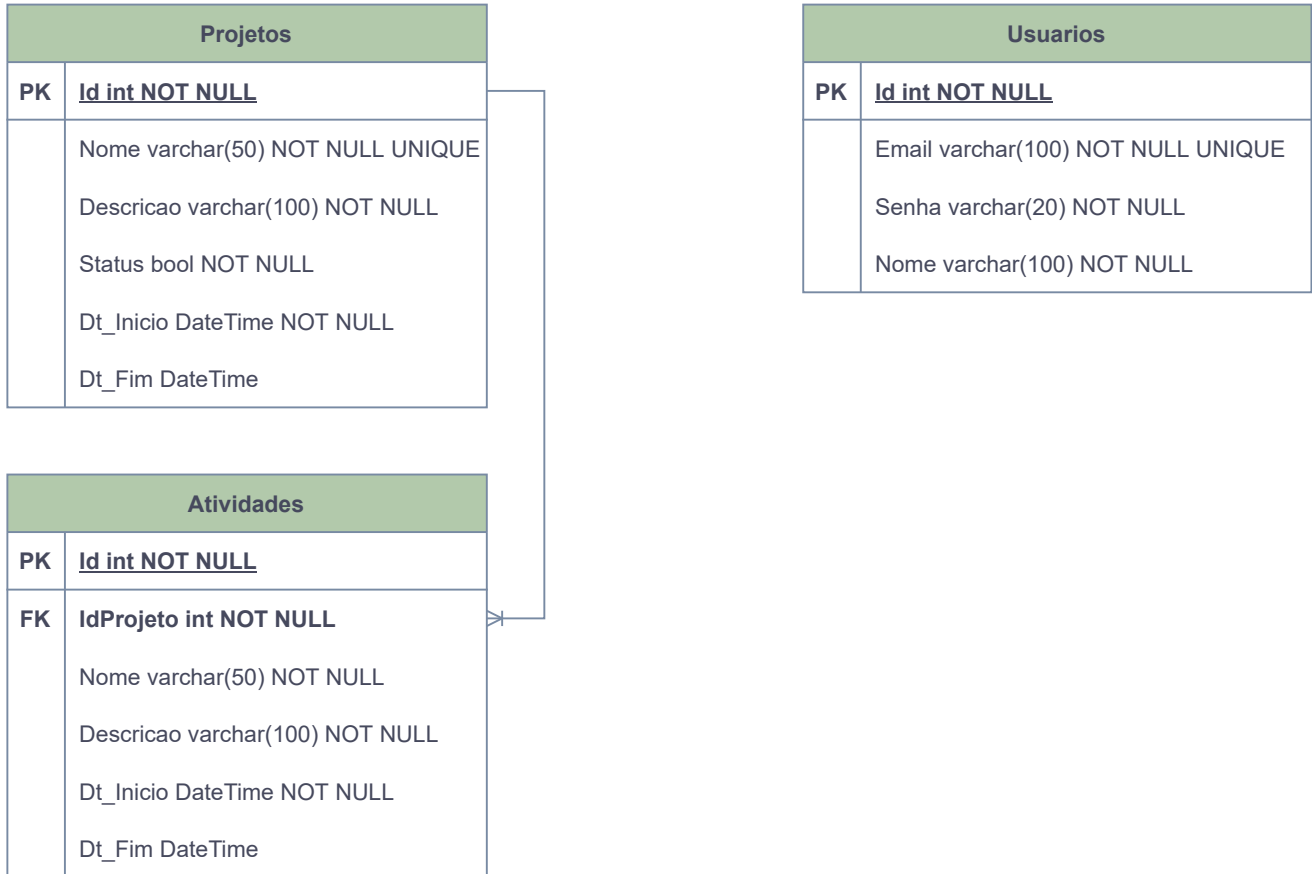 Projetos
PK Id int NOT NULL
Nome varchar(50) NOT NULL UNIQUE
Descricao varchar(100) NOT NULL
Status bool NOT NULL
Dt_Inicio DateTime NOT NULL
Dt_Fim DateTime
Usuarios
PK Id int NOT NULL
Email varchar(100) NOT NULL UNIQUE
Senha varchar(20) NOT NULL
Nome varchar(100) NOT NULL
Atividades
PK Id int NOT NULL
FK IdProjeto int NOT NULL
Nome varchar(50) NOT NULL
Descricao varchar(100) NOT NULL
Dt_Inicio DateTime NOT NULL
Dt_Fim DateTime